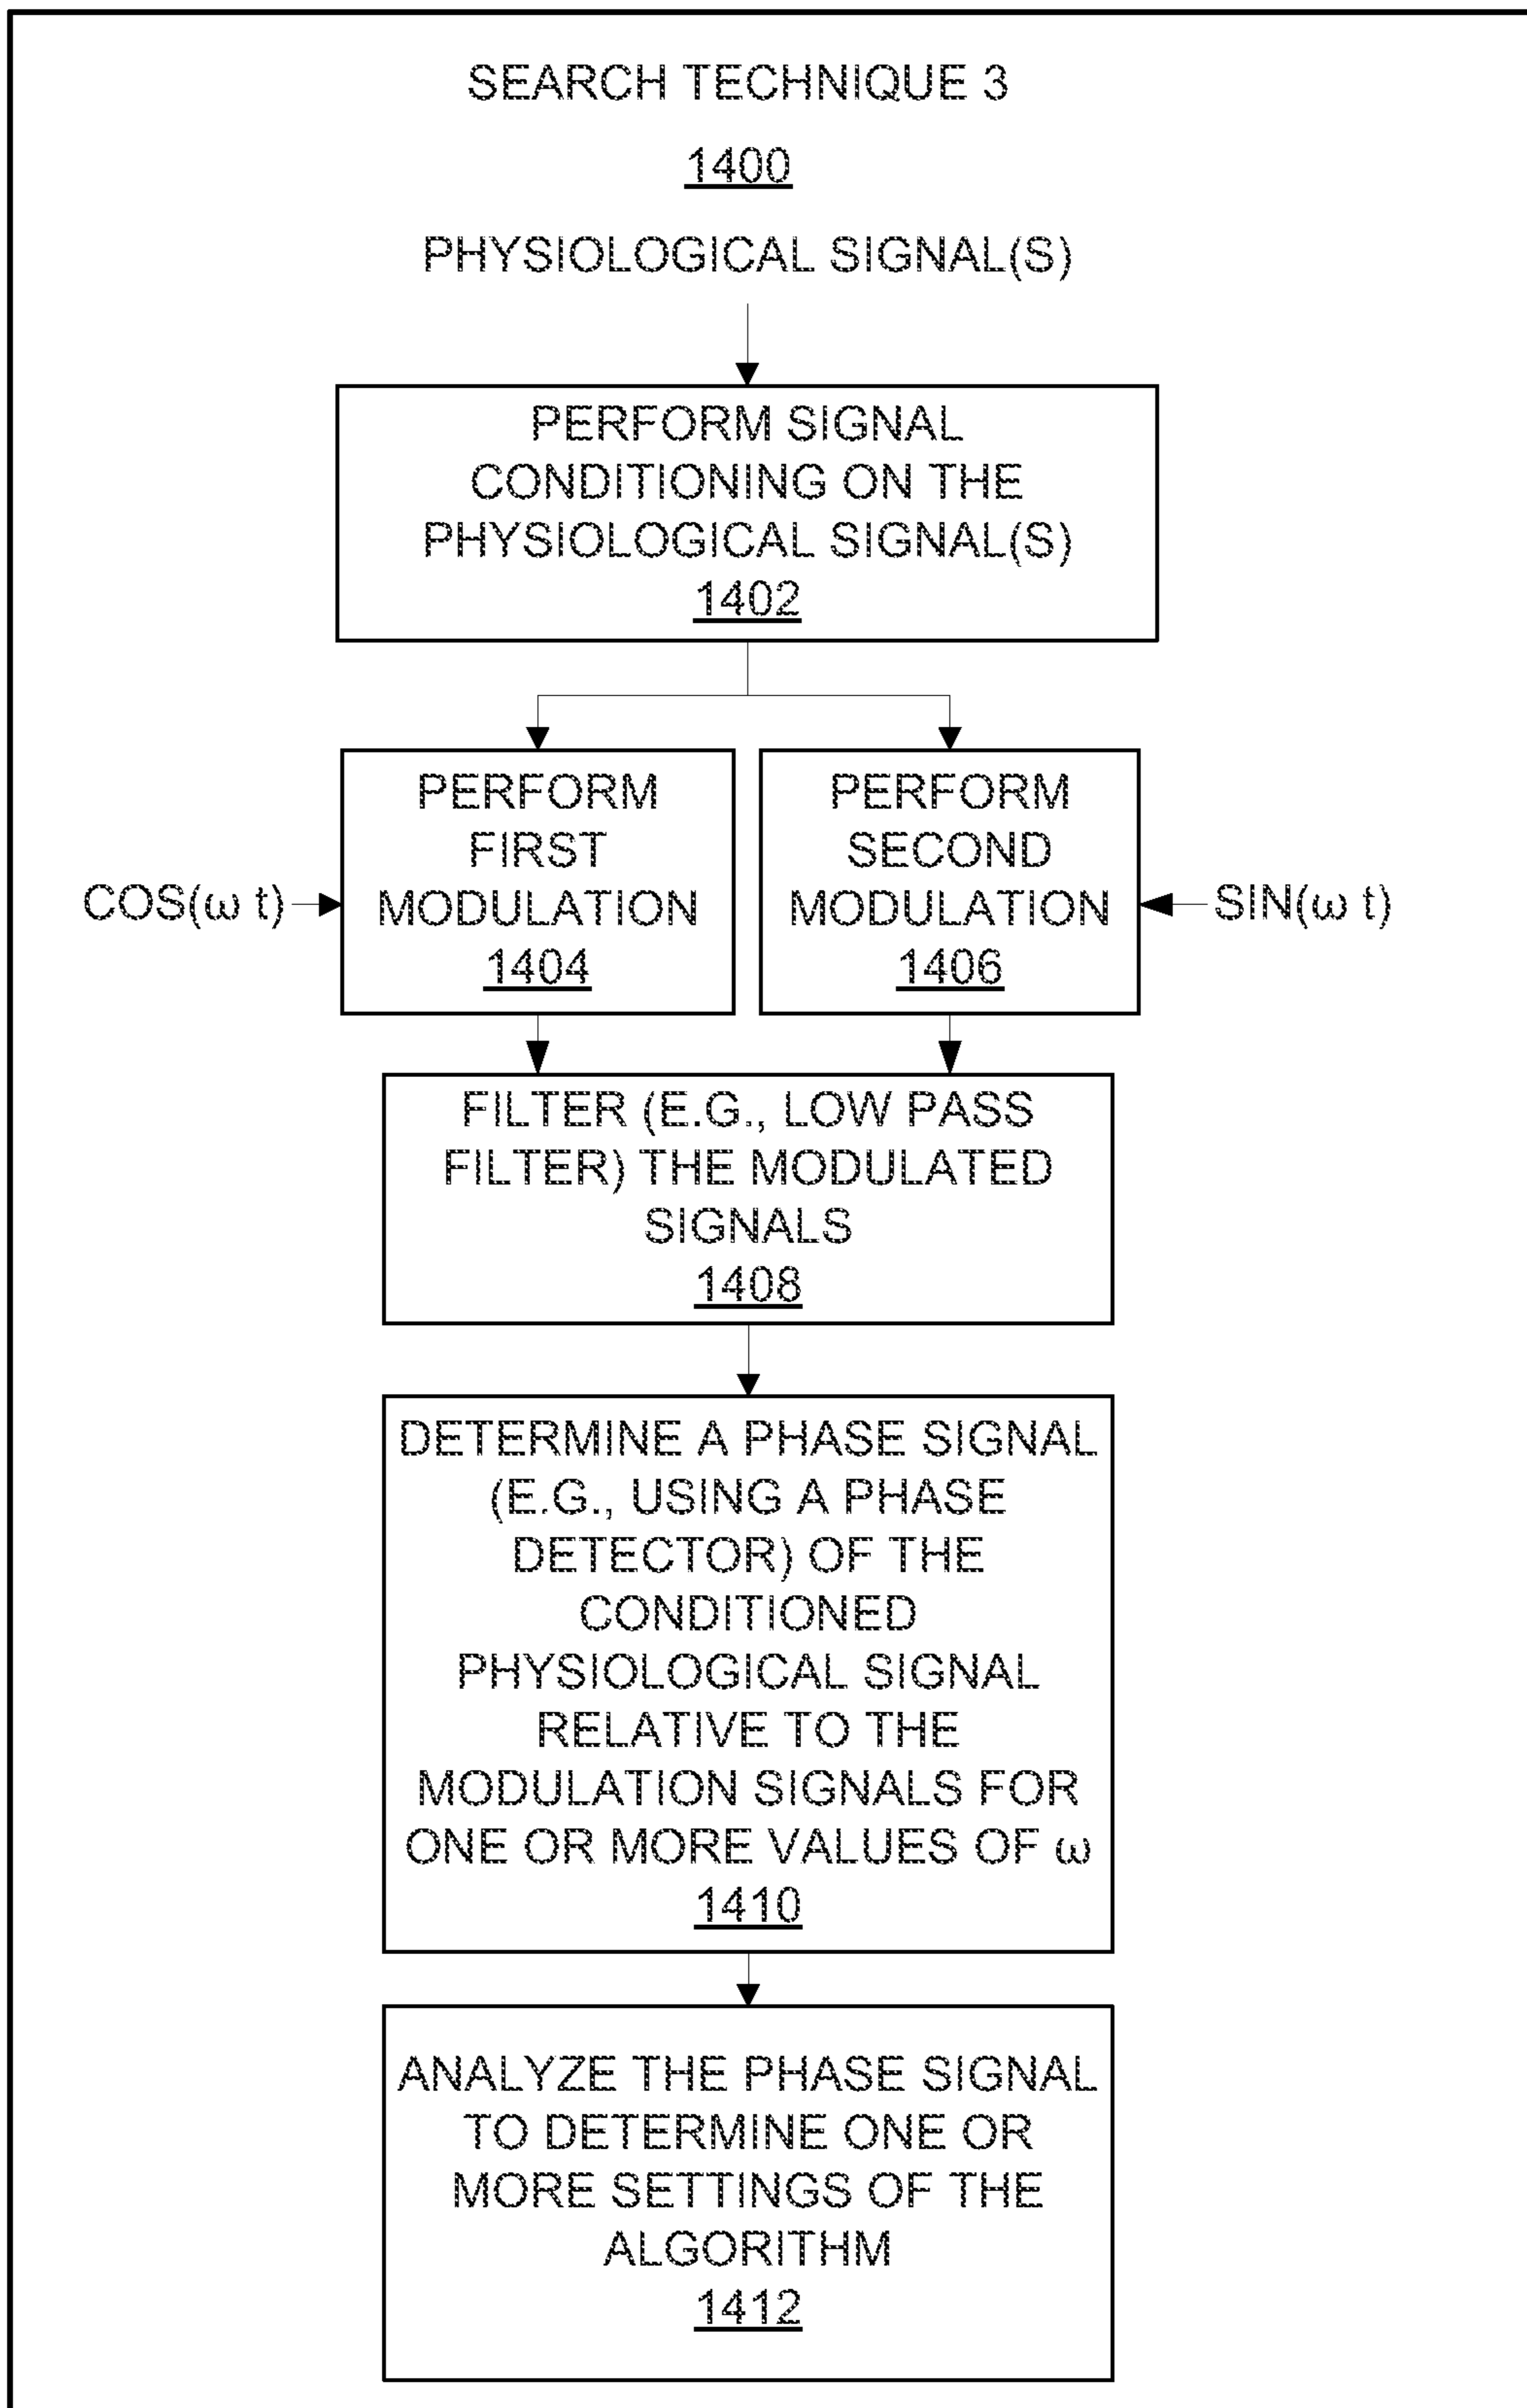 SEARCH TECHNIQUE 3
1400
PHYSIOLOGICAL SIGNAL(S)
PERFORM SIGNAL
CONDITIONING ON THE
PHYSIOLOGICAL SIGNAL(S)
1402
PERFORM
FIRST
MODULATION
1404
COS(ω t)
PERFORM
SECOND
MODULATION
1406
SIN(ω t)
FILTER (E.G., LOW PASS
FILTER) THE MODULATED
SIGNALS
1408
DETERMINE A PHASE SIGNAL
(E.G., USING A PHASE
DETECTOR) OF THE
CONDITIONED
PHYSIOLOGICAL SIGNAL
RELATIVE TO THE
MODULATION SIGNALS FOR
ONE OR MORE VALUES OF ω
1410
ANALYZE THE PHASE SIGNAL
TO DETERMINE ONE OR
MORE SETTINGS OF THE
ALGORITHM
1412